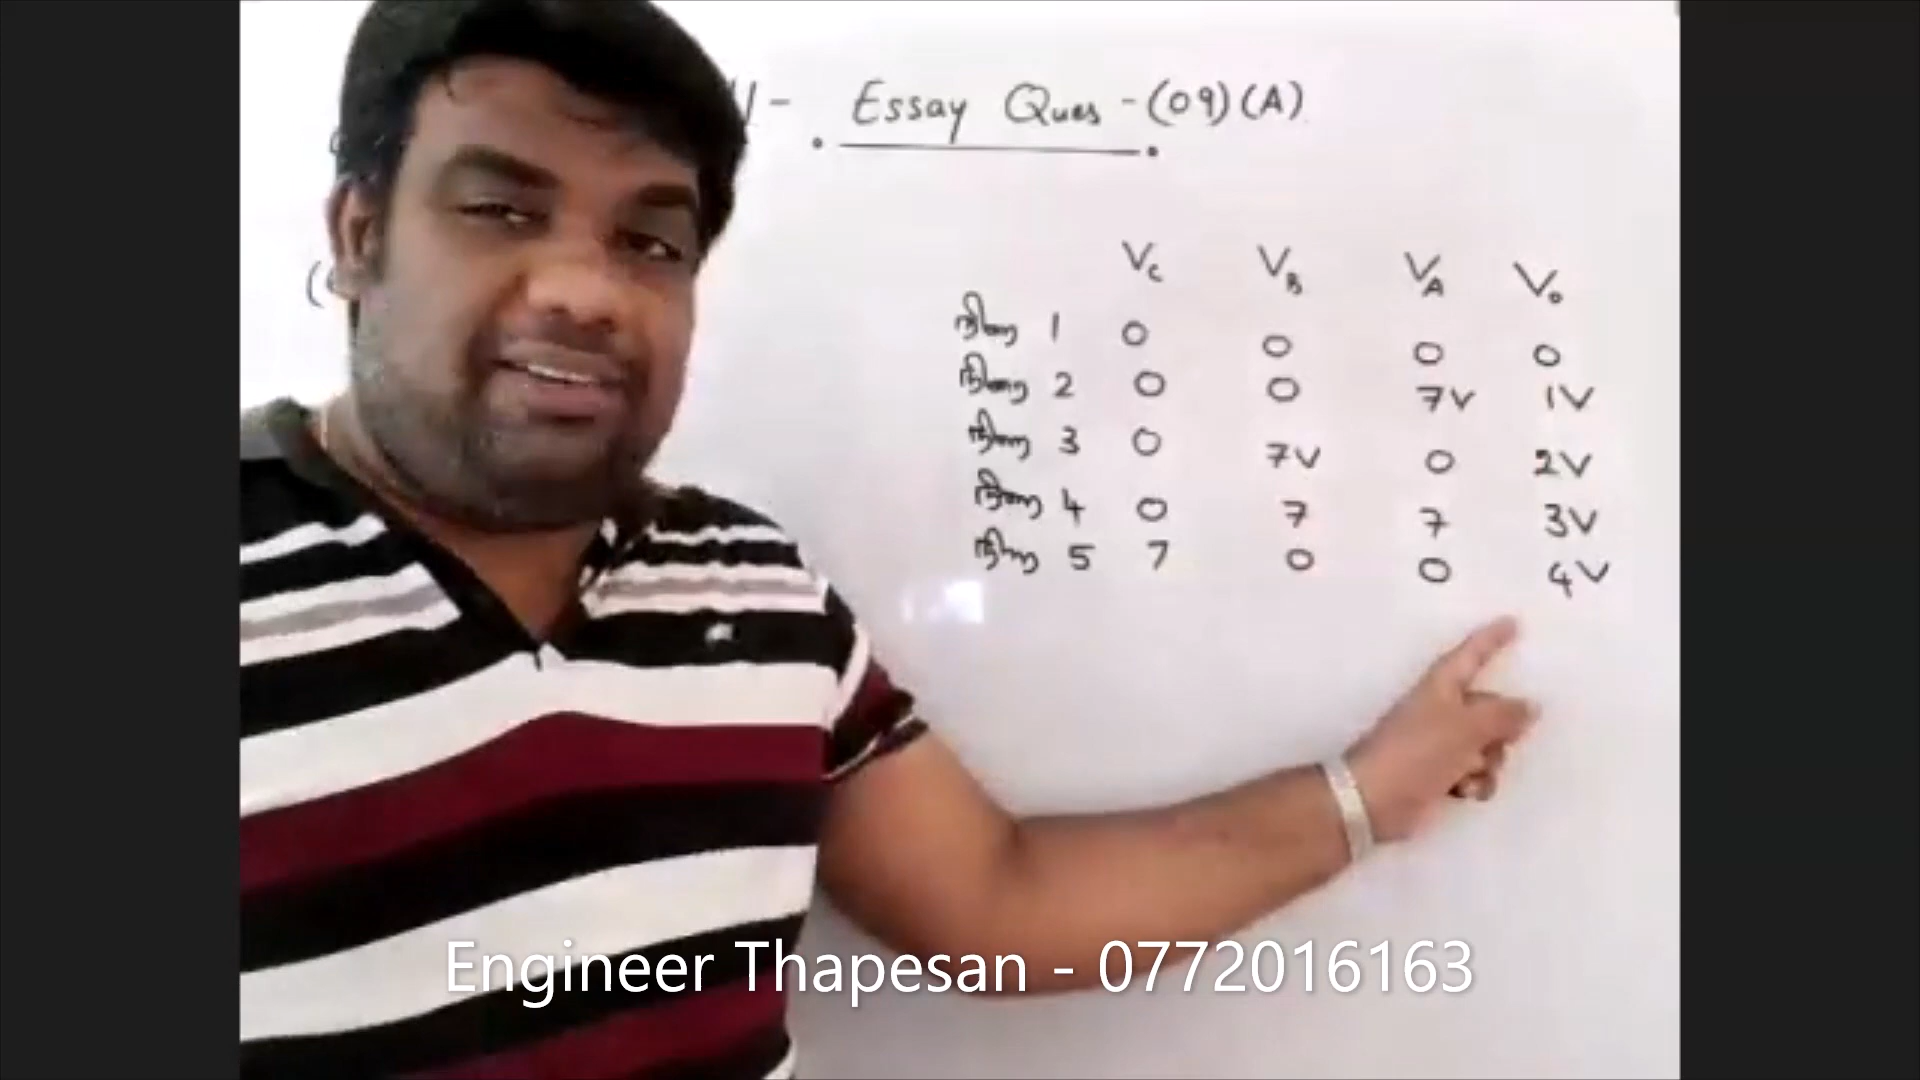 - Essay Ques - (09) (A)
V_C V_B V_A V_0
நிலை 1 0 0 0 0
நிலை 2 0 0 7V 1V
நிலை 3 0 7V 0 2V
நிலை 4 0 7 7 3V
நிலை 5 7 0 0 4V
Engineer Thapesan - 0772016163